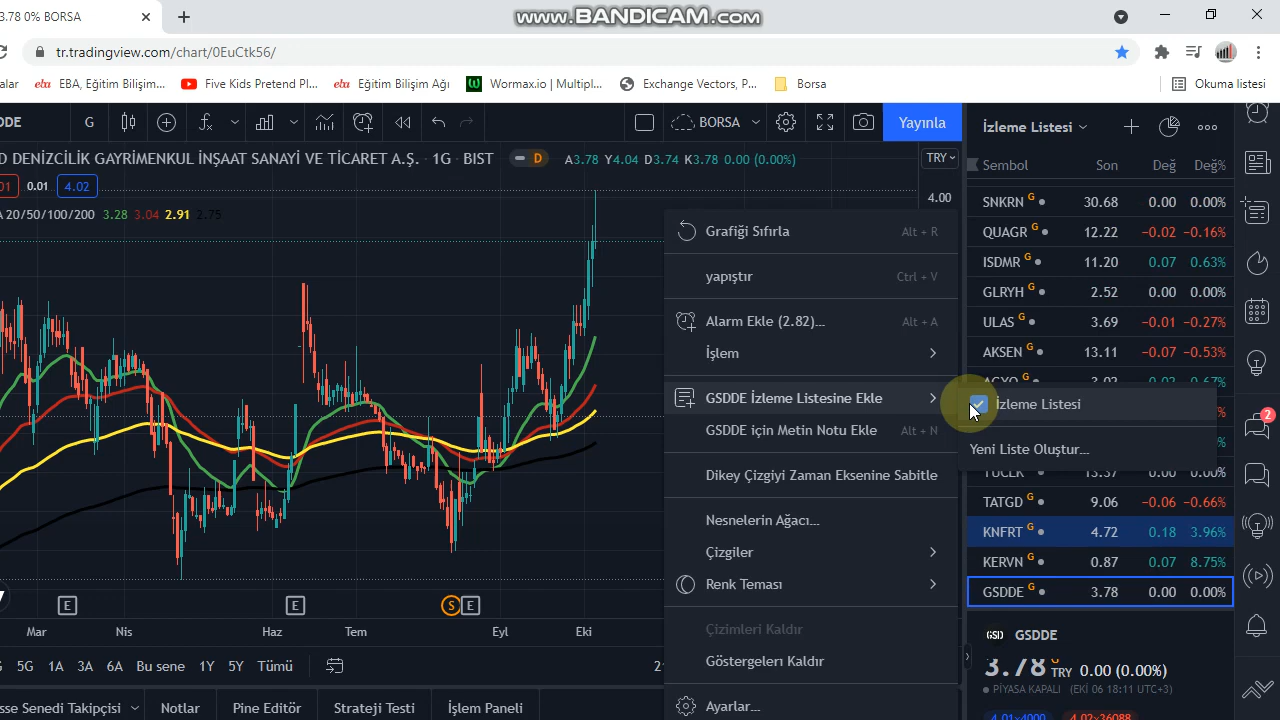 3.78 0% BORSA
www.BANDICAM.com
tr.tradingview.com/chart/0EuCtk56/
alar
eba EBA, Eğitim Bilişim...
Five Kids Pretend Pl...
eba Eğitim Bilişim Ağı
W Wormax.io | Multipl...
Exchange Vectors, P...
Borsa
Okuma listesi
DDE
G
BORSA
Yayınla
İzleme Listesi
D DENİZCİLİK GAYRİMENKUL İNŞAAT SANAYİ VE TİCARET A.Ş. · 1G · BIST
D
A3.78 Y4.04 D3.74 K3.78 0.00 (0.00%)
TRY
Sembol Son Değ Değ%
01 0.01 4.02
4.00
A 20/50/100/200 3.28 3.04 2.91 2.75
SNKRN G 30.68 0.00 0.00%
QUAGR G 12.22 −0.02 −0.16%
ISDMR G 11.20 0.07 0.63%
GLRYH G 2.52 0.00 0.00%
ULAS G 3.69 −0.01 −0.27%
AKSEN G 13.11 −0.07 −0.53%
Grafiği Sıfırla Alt + R
yapıştır Ctrl + V
Alarm Ekle (2.82)... Alt + A
İşlem
GSDDE İzleme Listesine Ekle
GSDDE için Metin Notu Ekle Alt + N
Dikey Çizgiyi Zaman Eksenine Sabitle
Nesnelerin Ağacı...
Çizgiler
Renk Teması
Çizimleri Kaldır
Göstergeleri Kaldır
Ayarlar...
İzleme Listesi
Yeni Liste Oluştur...
2
TATGD G 9.06 −0.06 −0.66%
KNFRT G 4.72 0.18 3.96%
KERVN G 0.87 0.07 8.75%
GSDDE G 3.78 0.00 0.00%
E E S E
Mar Nis Haz Tem Eyl Eki
5G 1A 3A 6A Bu sene 1Y 5Y Tümü
21
GSD GSDDE
3.78 G TRY 0.00 (0.00%)
PİYASA KAPALI (EKİ 06 18:11 UTC+3)
4.01x4000 4.02x36088
sse Senedi Takipçisi
Notlar
Pine Editör
Strateji Testi
İşlem Paneli